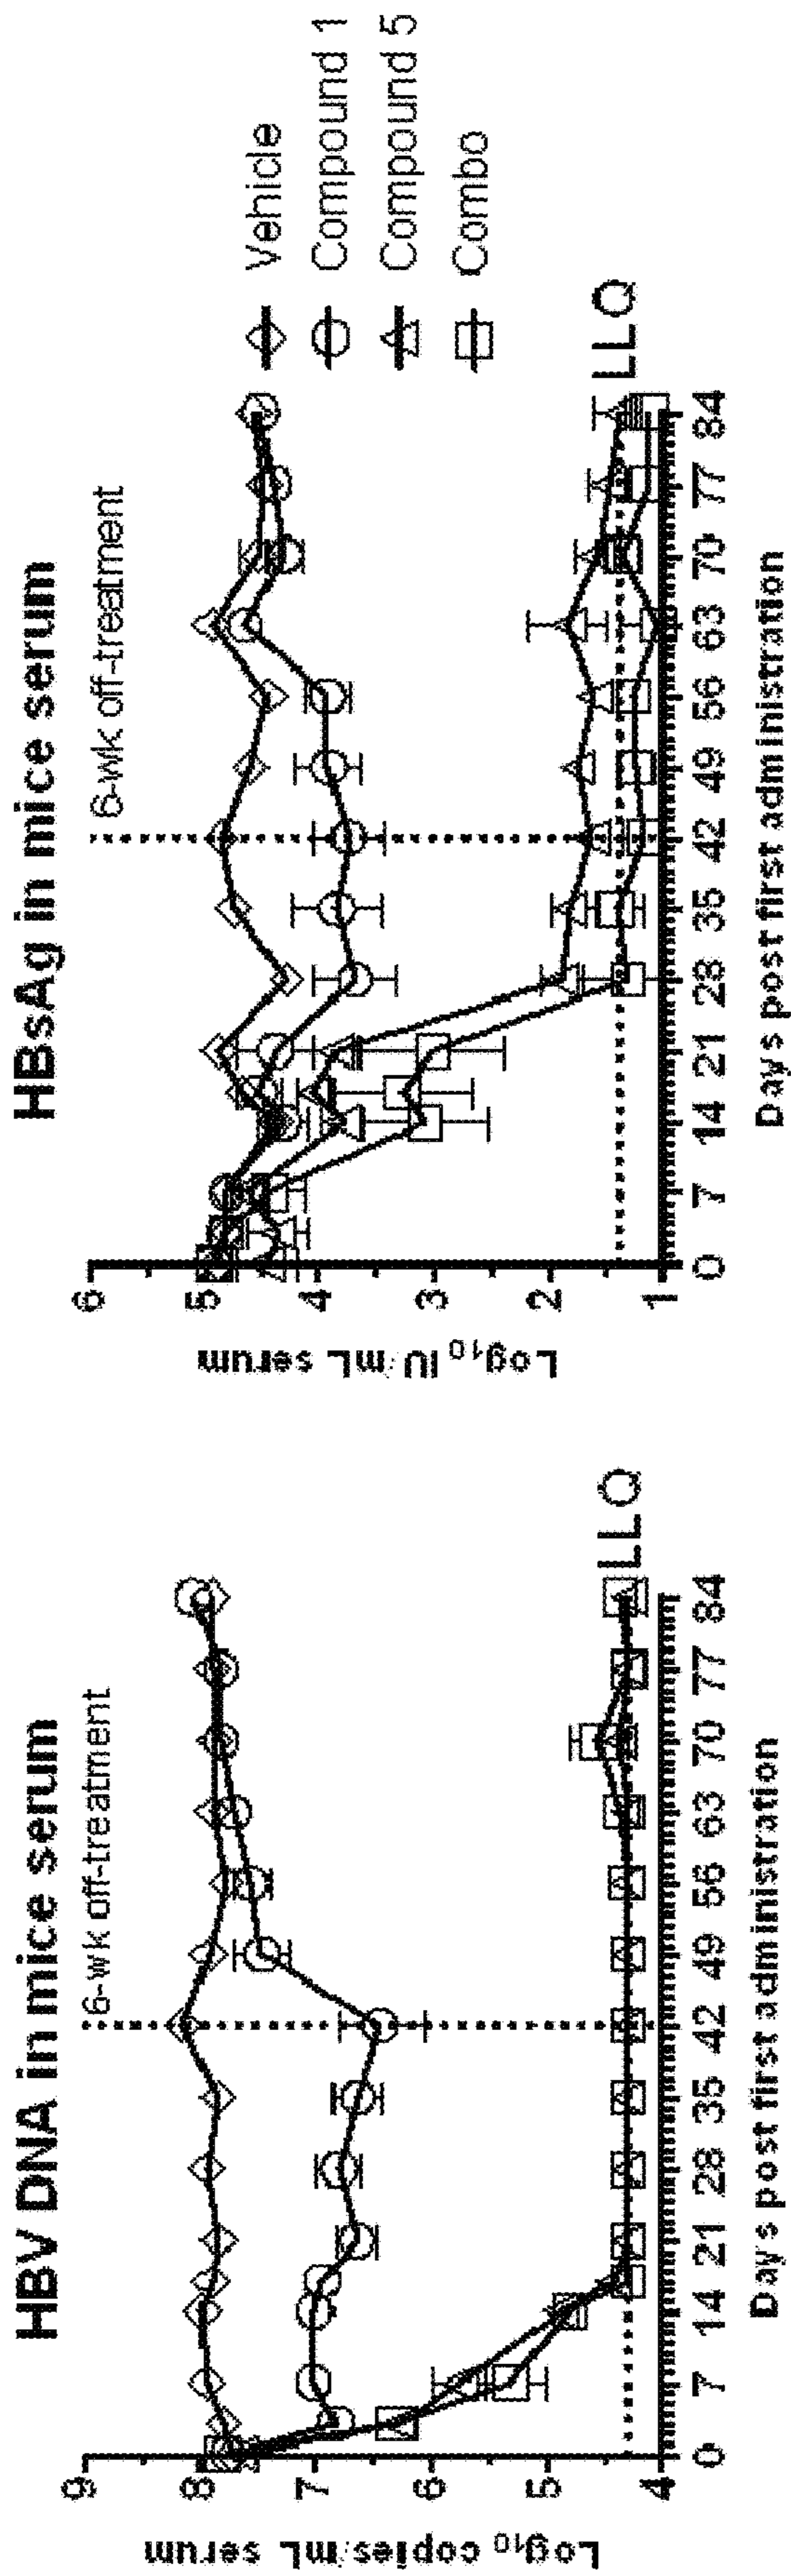 HBV DNA in mice serum
6-wk off-treatment
Log10 copies/mL serum
9
8
7
6
5
4
LLQ
0 7 14 21 28 35 42 49 56 63 70 77 84
Days post first administration
HBsAg in mice serum
6-wk off-treatment
Log10 IU/mL serum
6
5
4
3
2
1
LLQ
0 7 14 21 28 35 42 49 56 63 70 77 84
Days post first administration
Vehicle
Compound 1
Compound 5
Combo